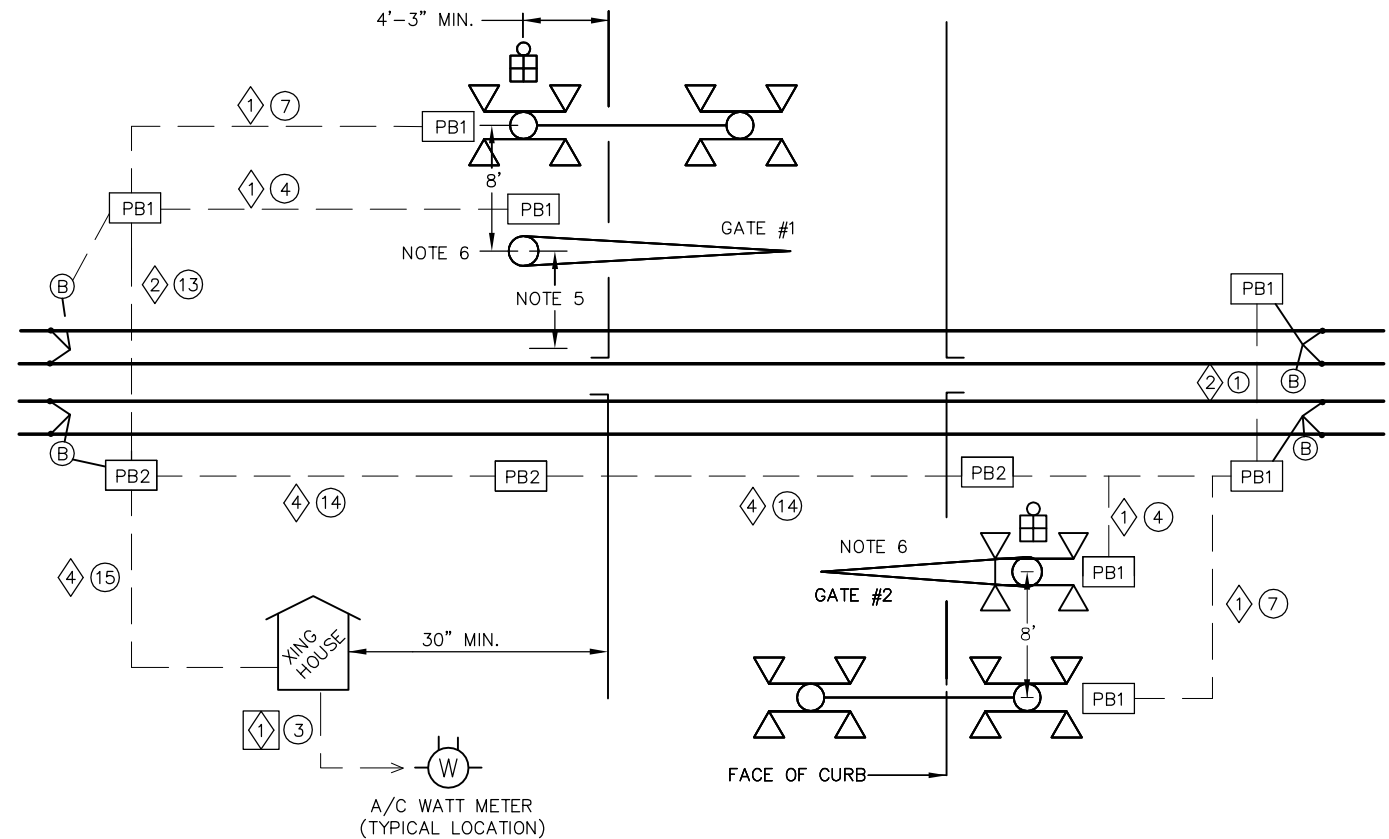 4'-3" MIN.
1 7
PB1
1 4
PB1
8'
PB1
GATE #1
NOTE 6
B
2 13
NOTE 5
PB1
2 1
B
B
B
PB2
PB2
PB2
PB1
4 14
4 14
1 4
NOTE 6
4 15
PB1
GATE #2
1 7
8'
XING
HOUSE
30" MIN.
PB1
1 3
W
FACE OF CURB
A/C WATT METER
(TYPICAL LOCATION)